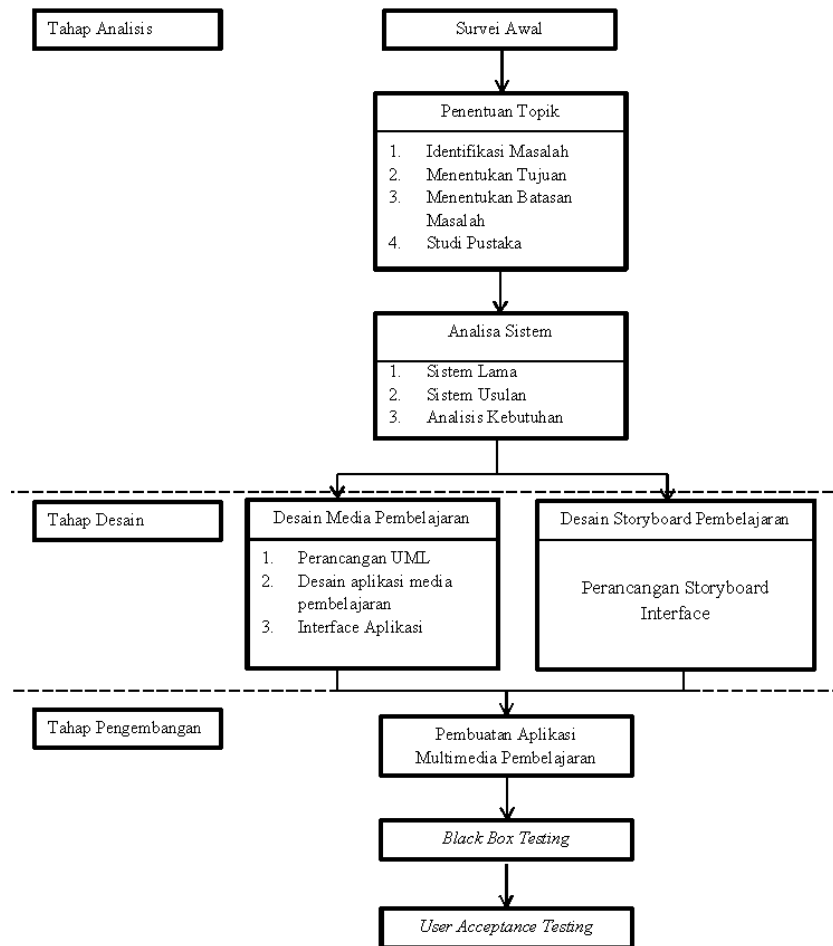 Tahap Analisis
Survei Awal
Penentuan Topik
1. Identifikasi Masalah
2. Menentukan Tujuan
3. Menentukan Batasan
Masalah
4. Studi Pustaka
Analisa Sistem
1. Sistem Lama
2. Sistem Usulan
3. Analisis Kebutuhan
Tahap Desain
Desain Media Pembelajaran
1. Perancangan UML
2. Desain aplikasi media
pembelajaran
3. Interface Aplikasi
Desain Storyboard Pembelajaran
Perancangan Storyboard
Interface
Tahap Pengembangan
Pembuatan Aplikasi
Multimedia Pembelajaran
Black Box Testing
User Acceptance Testing